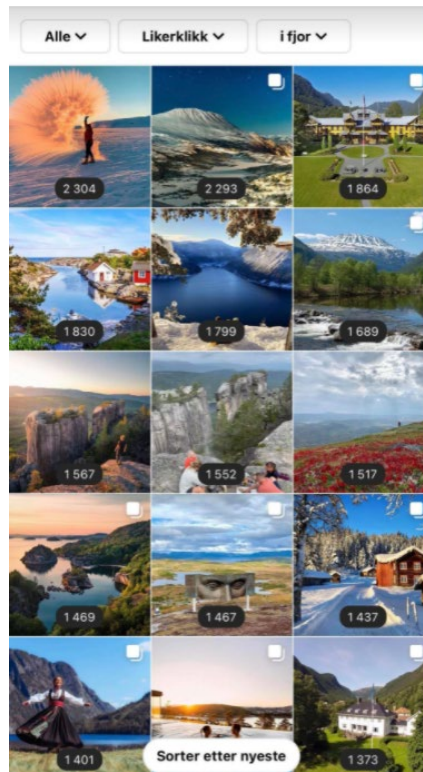 Alle Likerklikk i fjor
2 304 2 293 1 864
1 830 1 799 1 689
1 567 1 552 1 517
1 469 1 467 1 437
Sorter etter nyeste
1 401 1 373